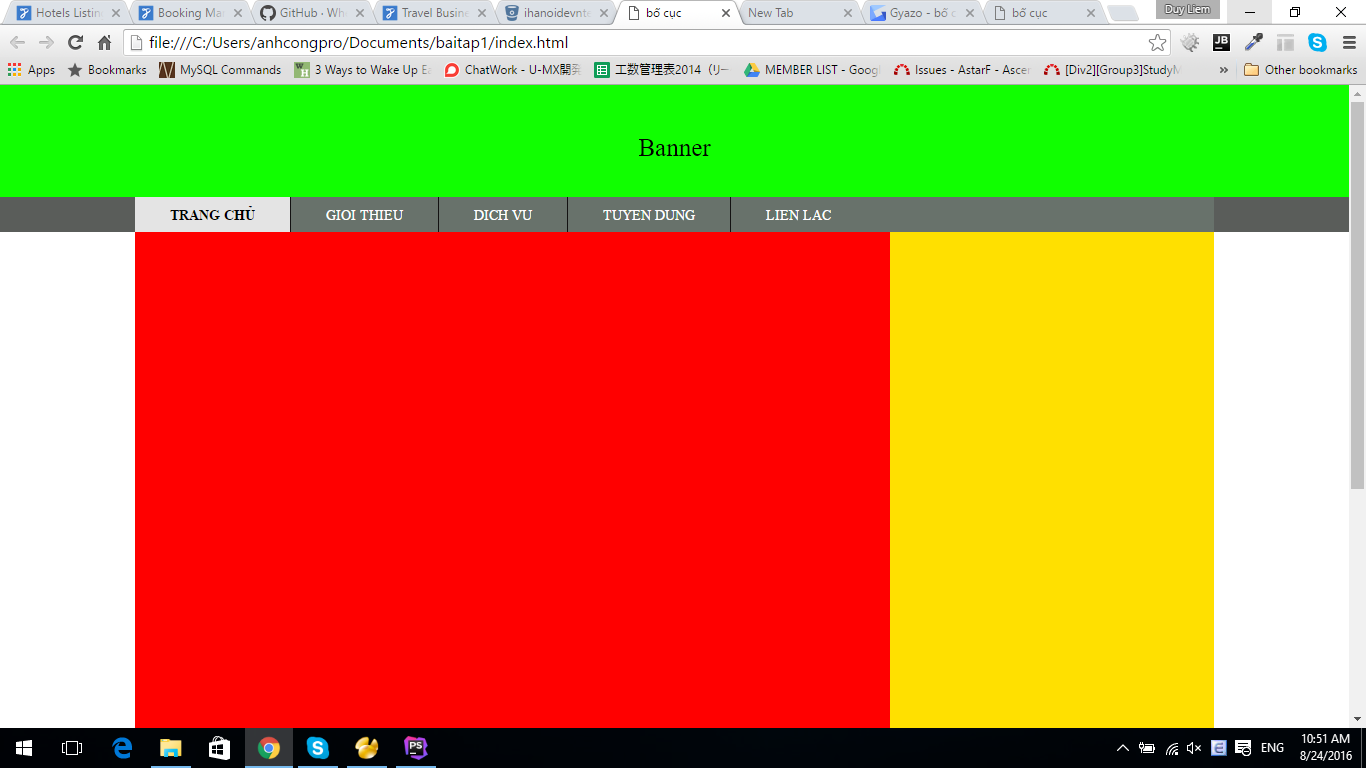 Hotels Listin Booking Ma GitHub · Wh Travel Busine ihanoidevnte bố cục New Tab Gyazo - bố c bố cục Duy Liem
file:///C:/Users/anhcongpro/Documents/baitap1/index.html
Apps Bookmarks MySQL Commands 3 Ways to Wake Up Ea ChatWork - U-MX開発 工数管理表2014（リー MEMBER LIST - Googl Issues - AstarF - Ascen [Div2][Group3]StudyM » Other bookmarks
Banner
TRANG CHỦ GIOI THIEU DICH VU TUYEN DUNG LIEN LAC
ENG 10:51 AM
8/24/2016